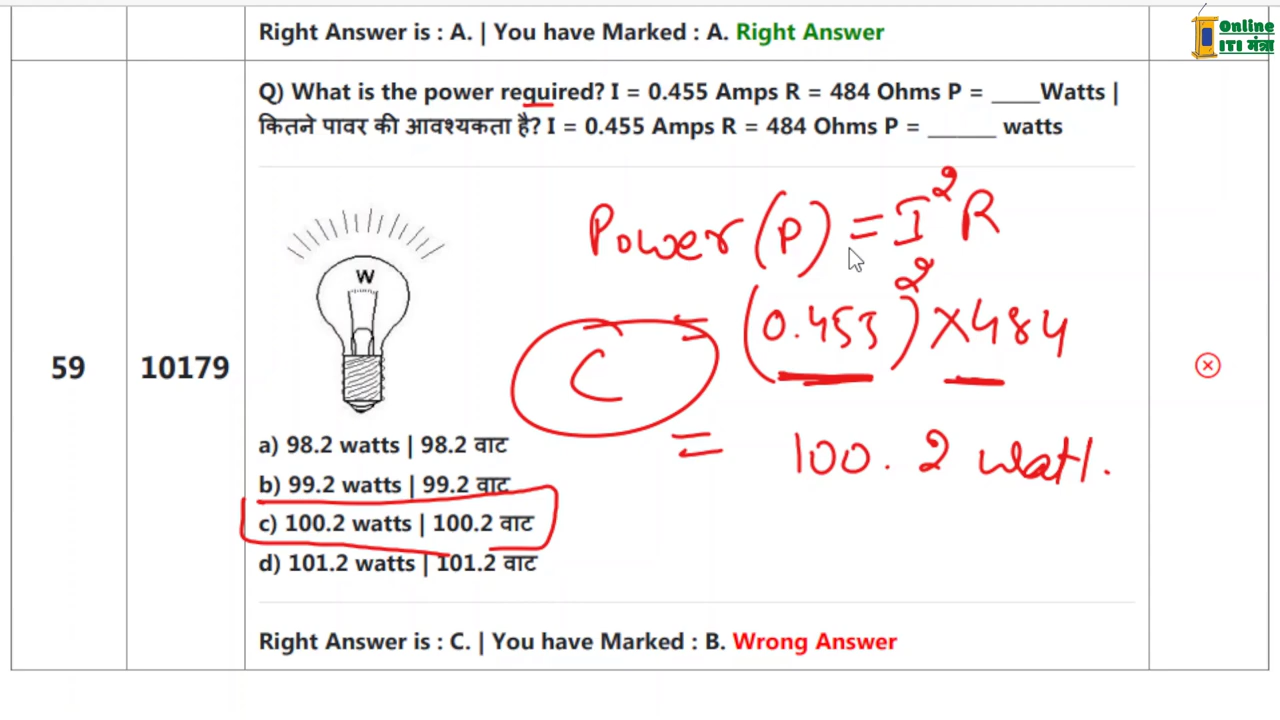 Right Answer is : A. | You have Marked : A. Right Answer
Online
ITI मंत्रा
Q) What is the power required? I = 0.455 Amps R = 484 Ohms P = ____Watts |
कितने पावर की आवश्यकता है? I = 0.455 Amps R = 484 Ohms P = ______ watts
Power (P) = I² R
W
= (0.455)² × 484
C
59
10179
= 100.2 watt.
a) 98.2 watts | 98.2 वाट
b) 99.2 watts | 99.2 वाट
c) 100.2 watts | 100.2 वाट
d) 101.2 watts | 101.2 वाट
Right Answer is : C. | You have Marked : B. Wrong Answer